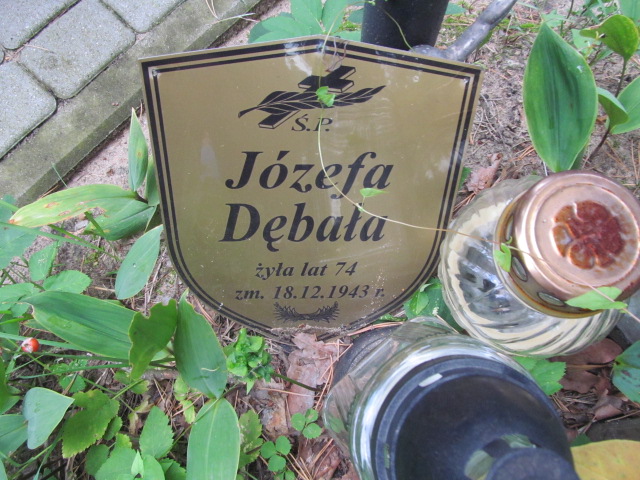 Ś.P.
Józefa
Dębała
żyła lat 74
zm. 18.12.1943 r.